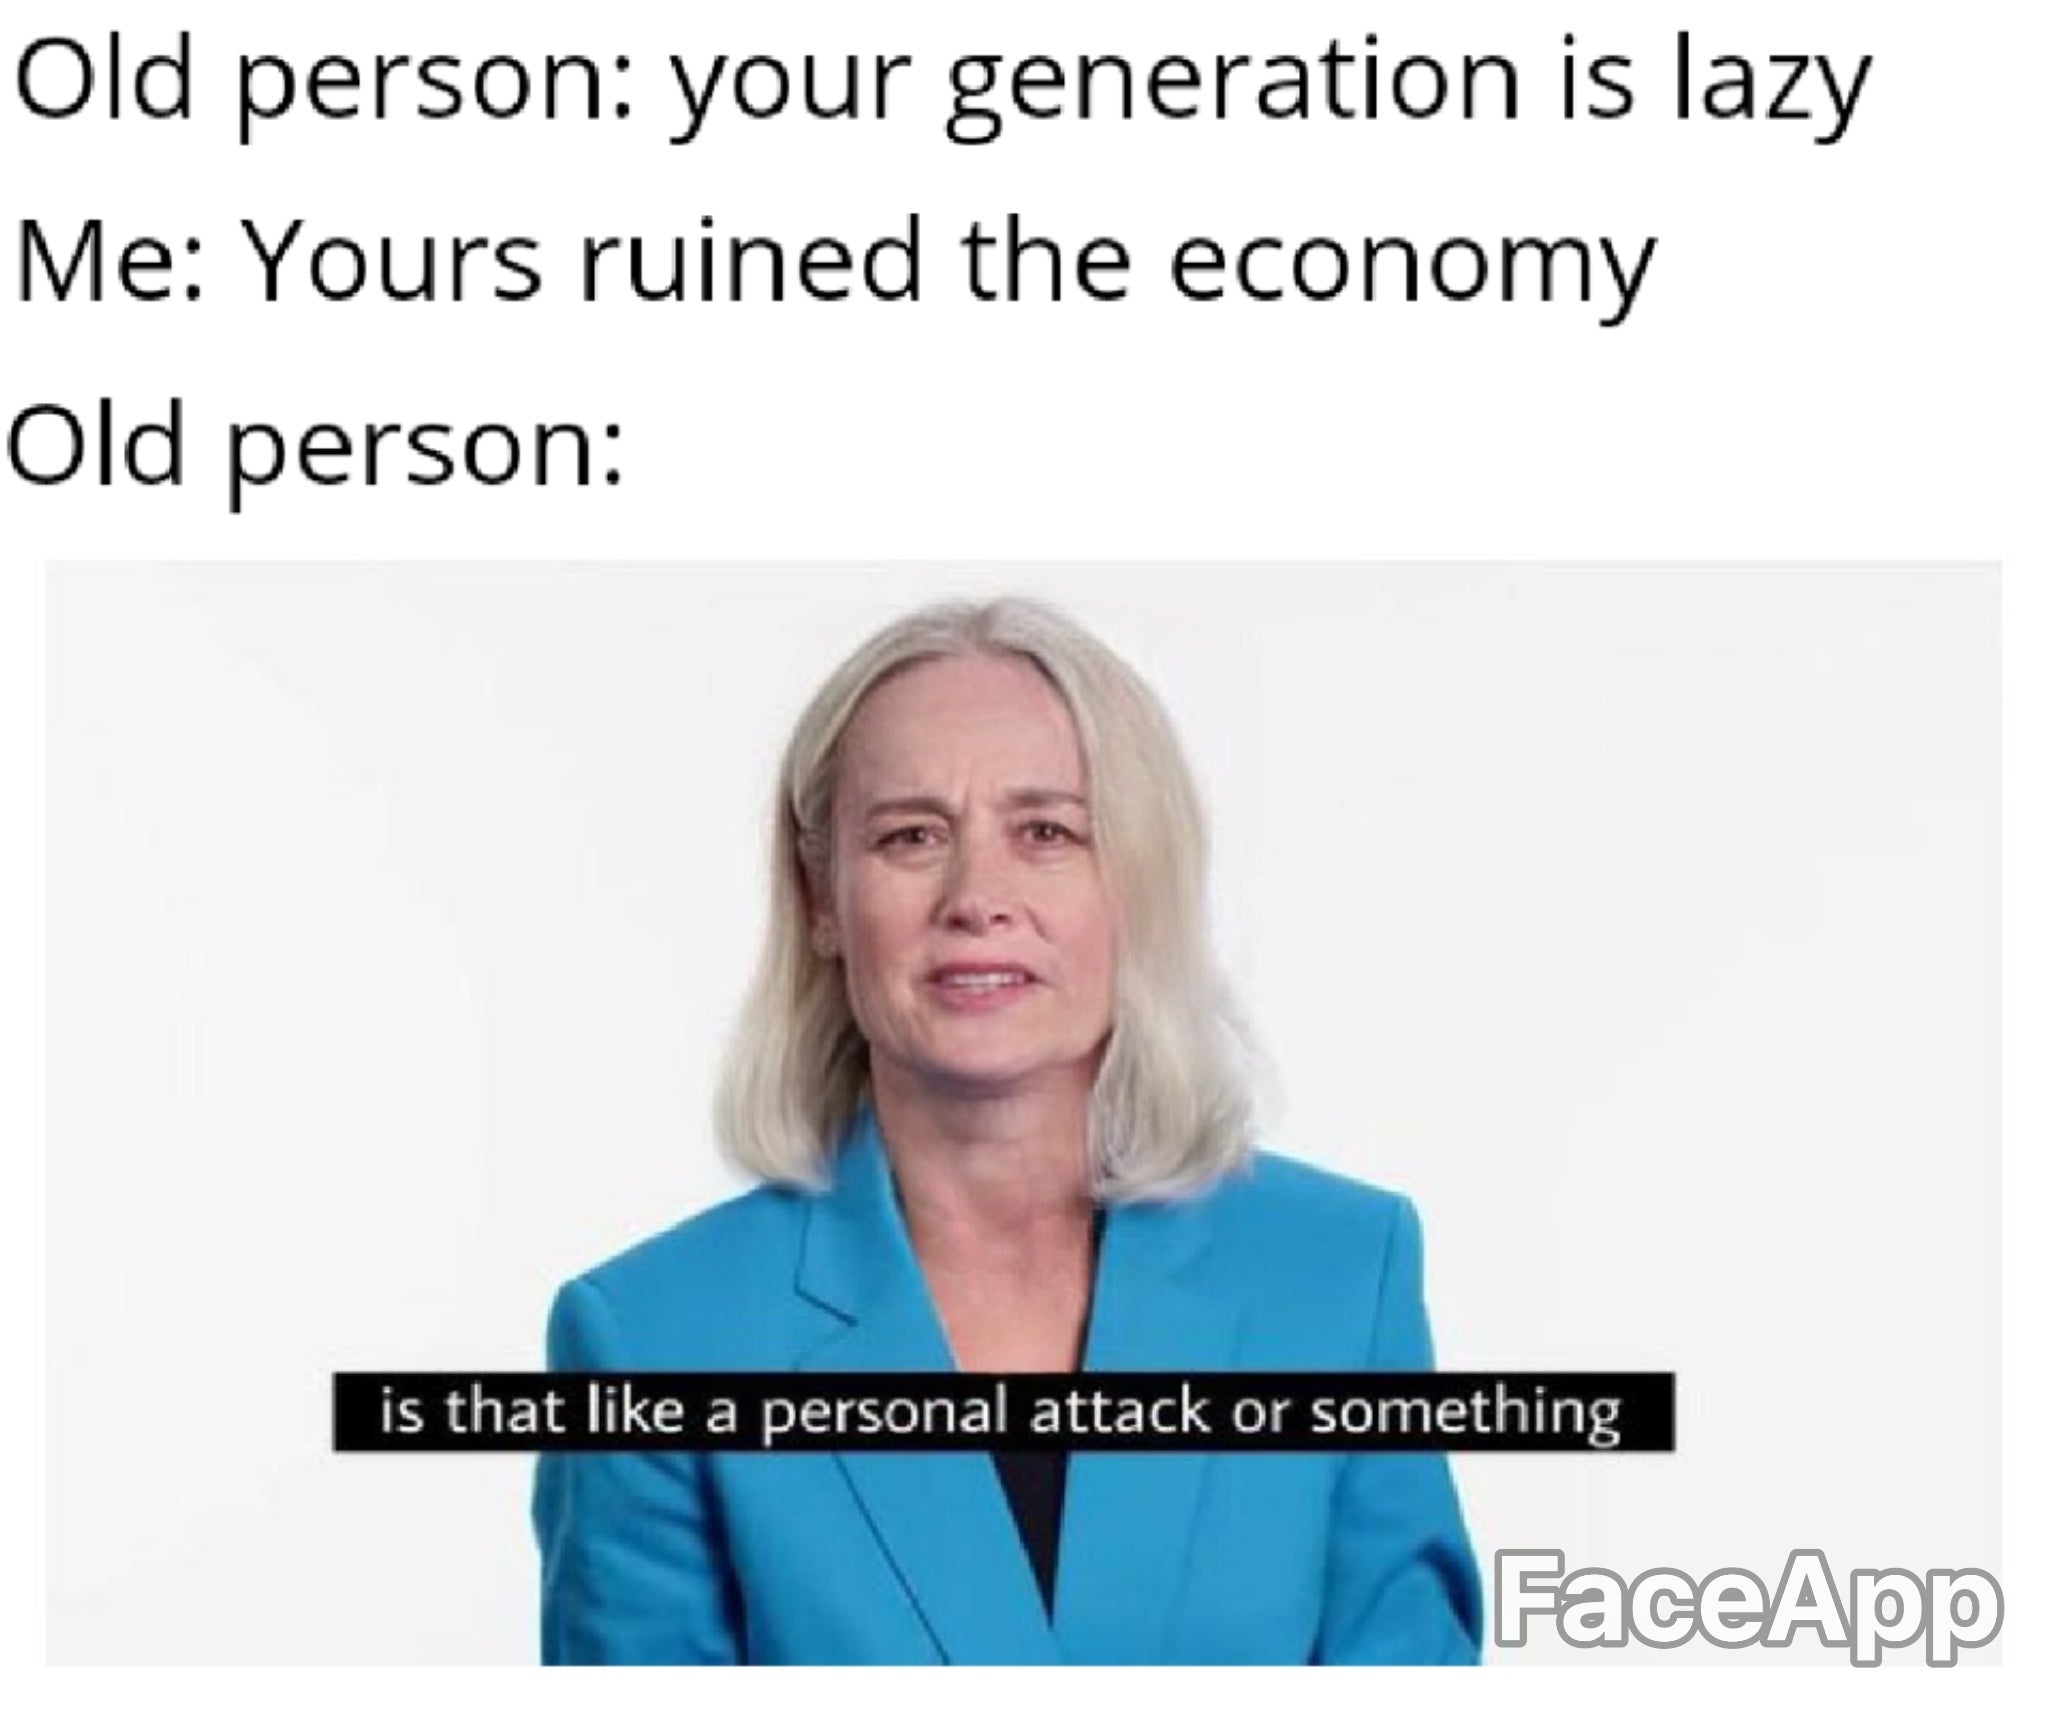 Old person: your generation is lazy
Me: Yours ruined the economy
Old person:
is that like a personal attack or something
FaceApp